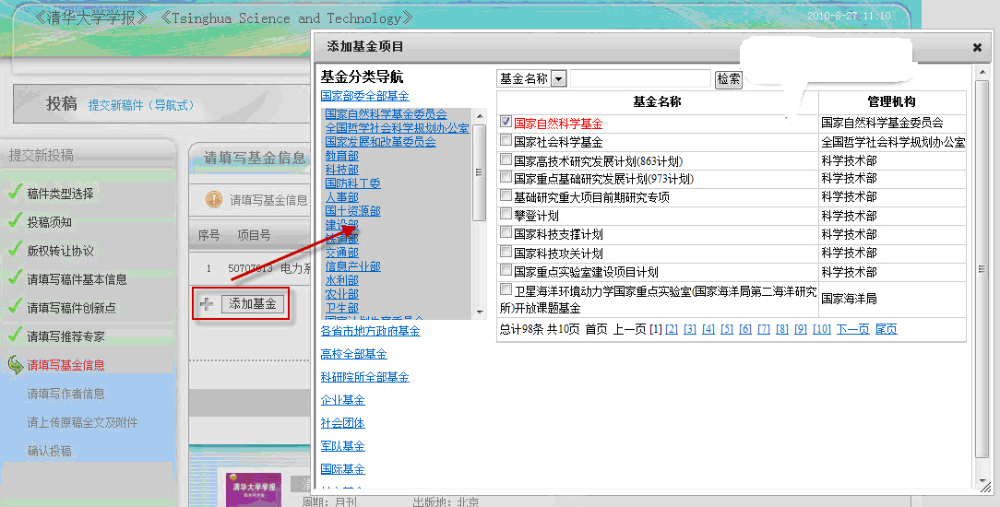 《清华大学学报》 《Tsinghua Science and Technology》
2010-8-27 11:10
投稿 提交新稿件（导航式）
提交新投稿
稿件类型选择
投稿须知
版权转让协议
请填写稿件基本信息
请填写稿件创新点
请填写推荐专家
请填写基金信息
请填写作者信息
请上传原稿全文及附件
确认投稿
请填写基金信息
请填写基金信息
序号 项目号
1 50707013 电力系
添加基金
清华大学学报
清
周期: 月刊 出版地: 北京
添加基金项目
基金分类导航
国家部委全部基金
国家自然科学基金委员会
全国哲学社会科学规划办公室
国家发展和改革委员会
教育部
科技部
国防科工委
人事部
国土资源部
建设部
铁道部
交通部
信息产业部
水利部
农业部
卫生部
各省市地方政府基金
高校全部基金
科研院所全部基金
企业基金
社会团体
军队基金
国际基金
基金名称 检索
基金名称 管理机构
国家自然科学基金 国家自然科学基金委员会
国家社会科学基金 全国哲学社会科学规划办公室
国家高技术研究发展计划(863计划) 科学技术部
国家重点基础研究发展计划(973计划) 科学技术部
基础研究重大项目前期研究专项 科学技术部
攀登计划 科学技术部
国家科技支撑计划 科学技术部
国家科技攻关计划 科学技术部
国家重点实验室建设项目计划 科学技术部
卫星海洋环境动力学国家重点实验室(国家海洋局第二海洋研究
所)开放课题基金 国家海洋局
总计98条 共10页 首页 上一页 [1] [2] [3] [4] [5] [6] [7] [8] [9] [10] 下一页 尾页